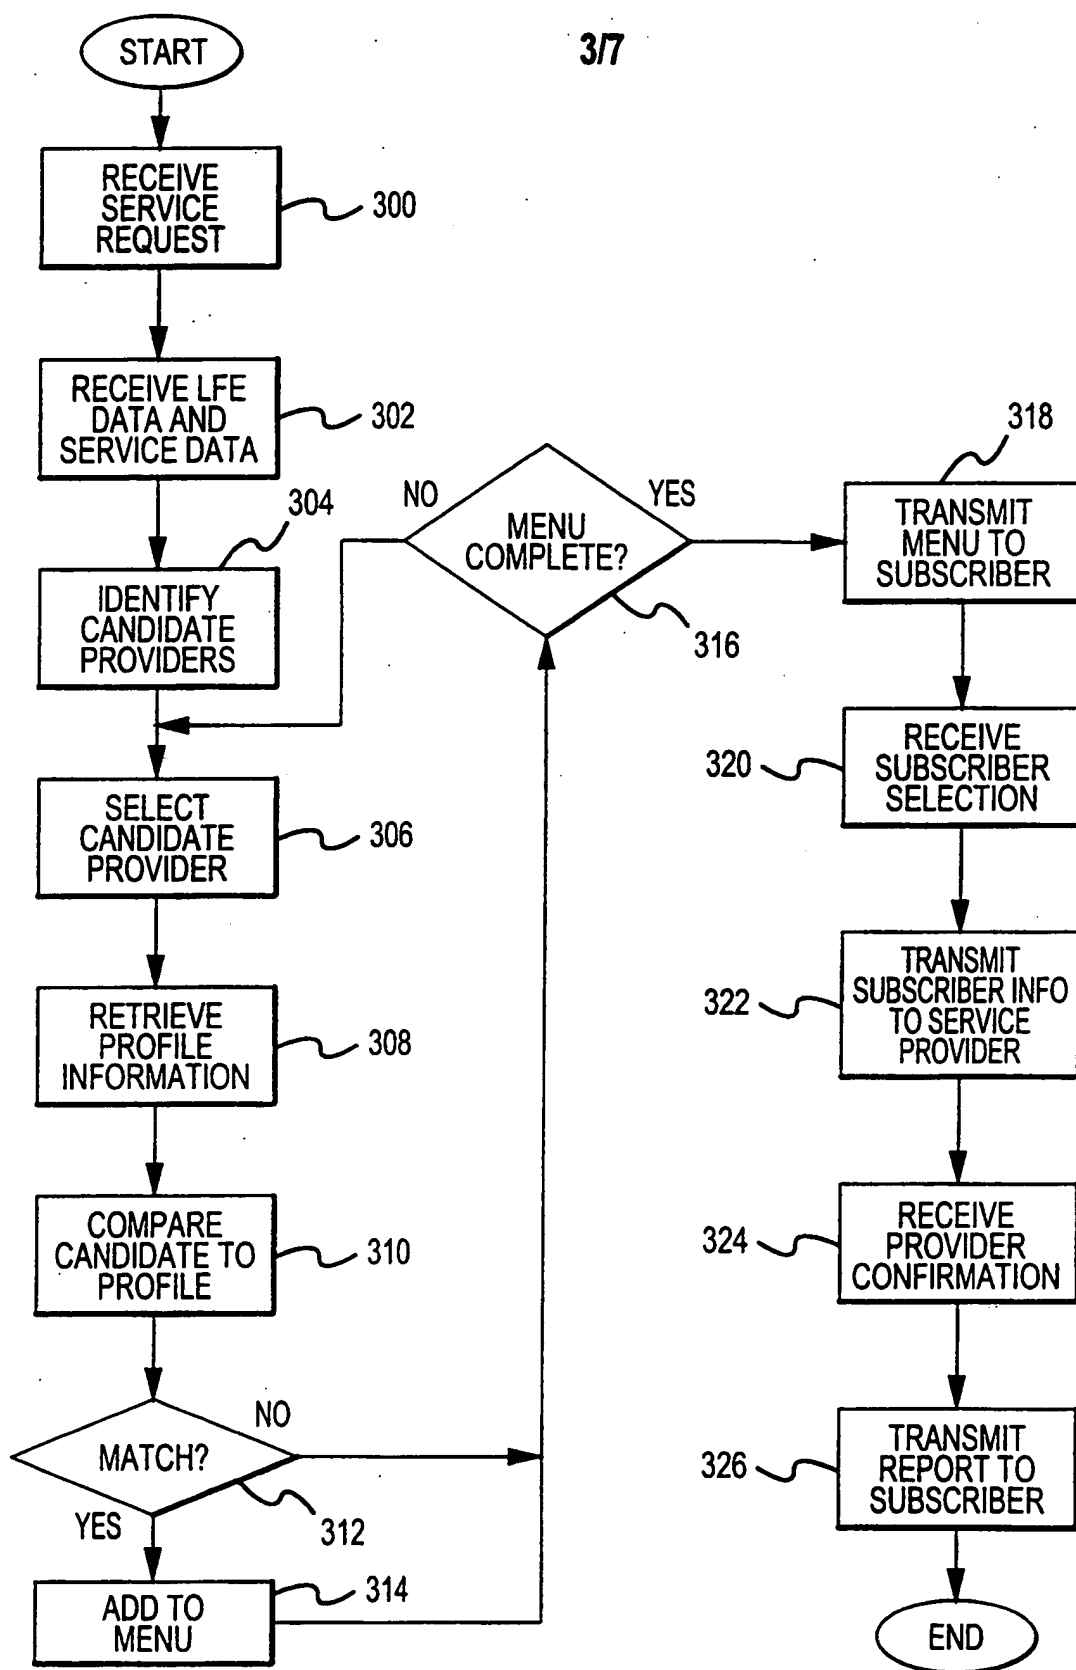 3/7
START
RECEIVE
SERVICE
REQUEST
300
RECEIVE LFE
DATA AND
SERVICE DATA
302
304
IDENTIFY
CANDIDATE
PROVIDERS
SELECT
CANDIDATE
PROVIDER
306
RETRIEVE
PROFILE
INFORMATION
308
COMPARE
CANDIDATE TO
PROFILE
310
MATCH?
NO
YES
312
ADD TO
MENU
314
MENU
COMPLETE?
NO
YES
316
318
TRANSMIT
MENU TO
SUBSCRIBER
RECEIVE
SUBSCRIBER
SELECTION
320
TRANSMIT
SUBSCRIBER INFO
TO SERVICE
PROVIDER
322
RECEIVE
PROVIDER
CONFIRMATION
324
TRANSMIT
REPORT TO
SUBSCRIBER
326
END